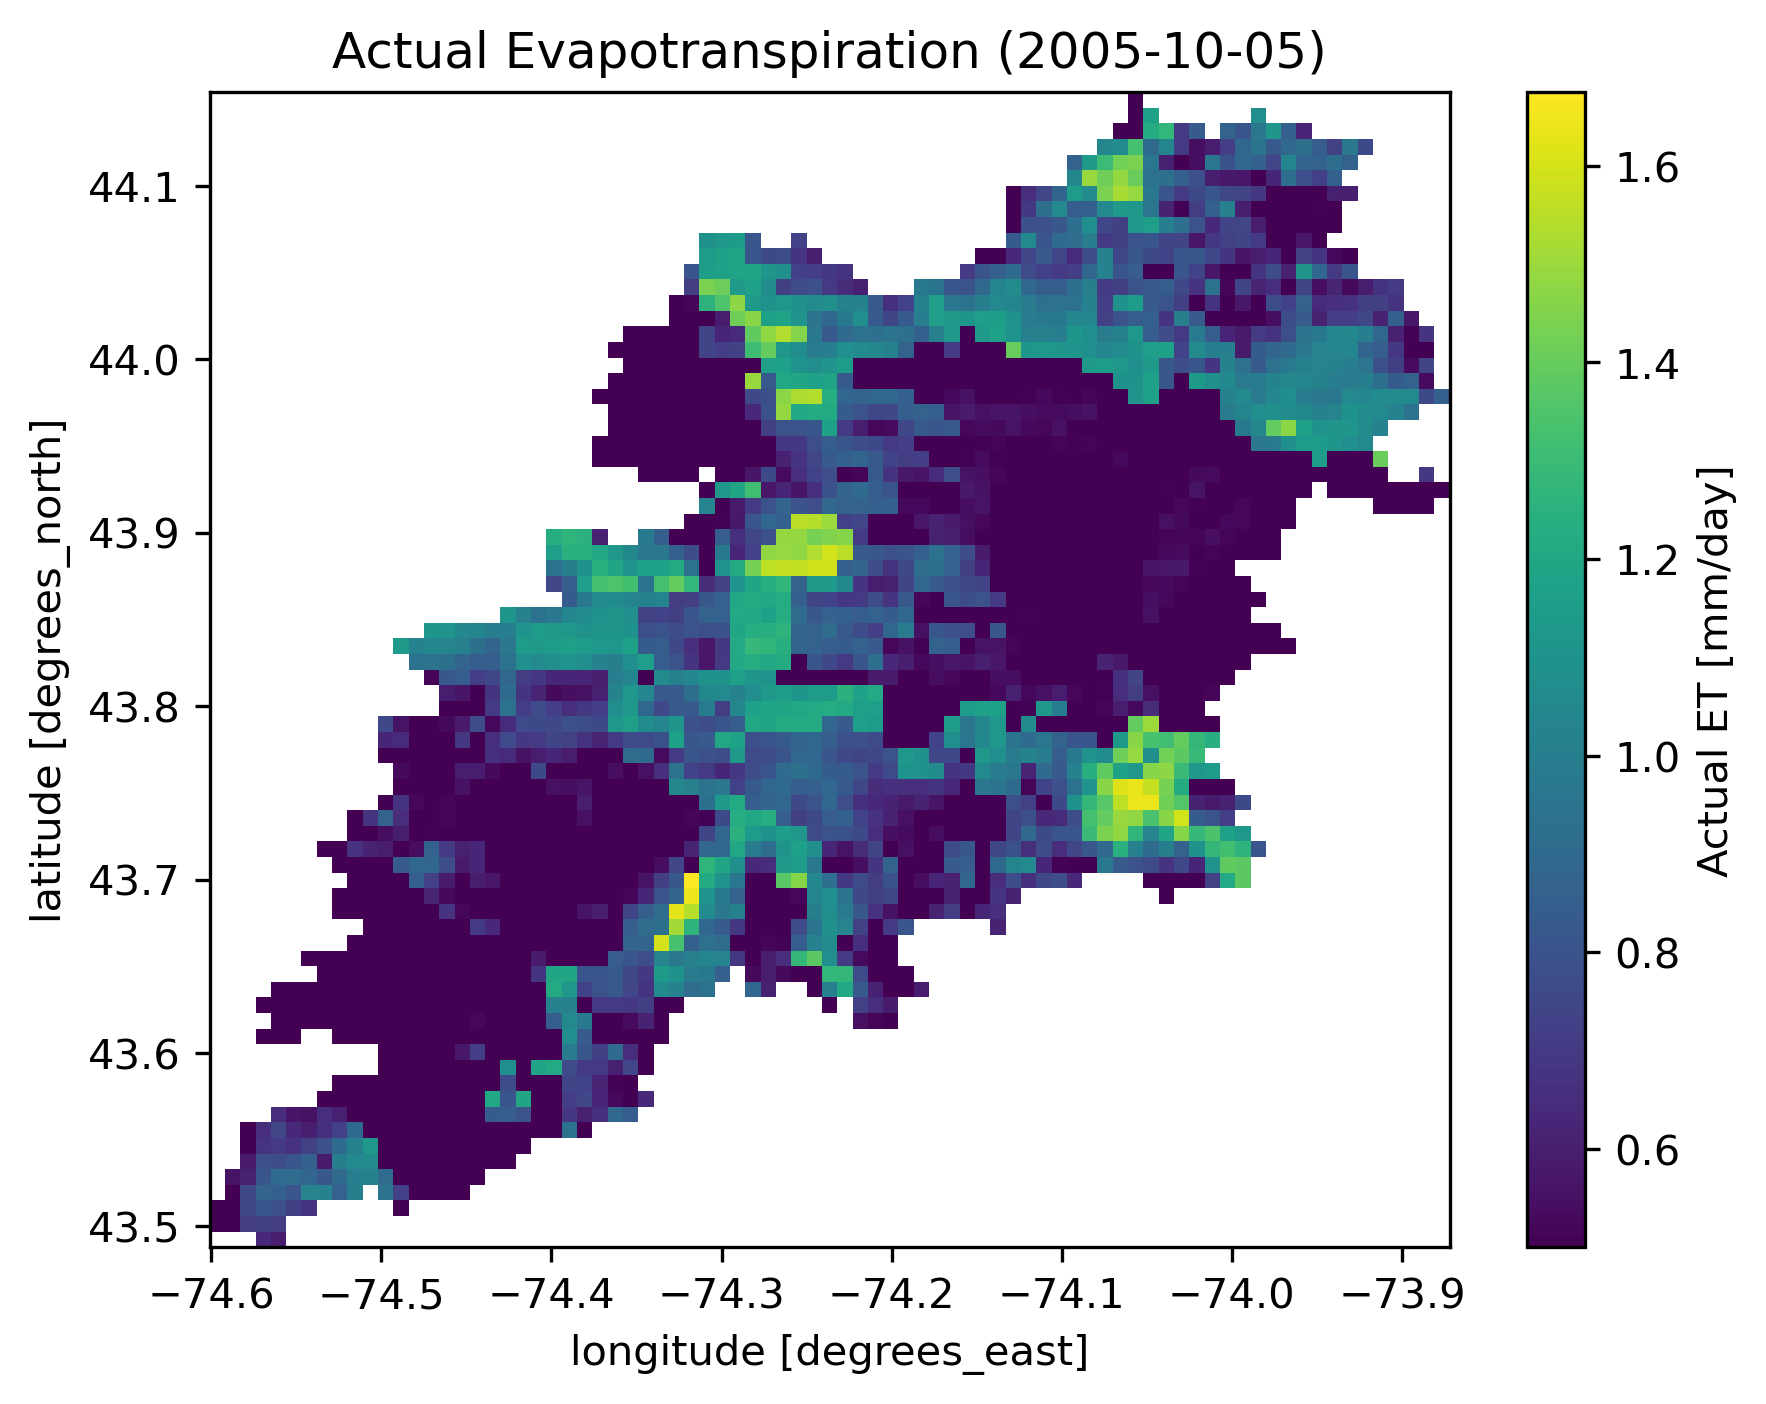 Actual Evapotranspiration (2005-10-05)
44.1
44.0
43.9
43.8
43.7
43.6
43.5
latitude [degrees_north]
−74.6 −74.5 −74.4 −74.3 −74.2 −74.1 −74.0 −73.9
longitude [degrees_east]
1.6
1.4
1.2
1.0
0.8
0.6
Actual ET [mm/day]